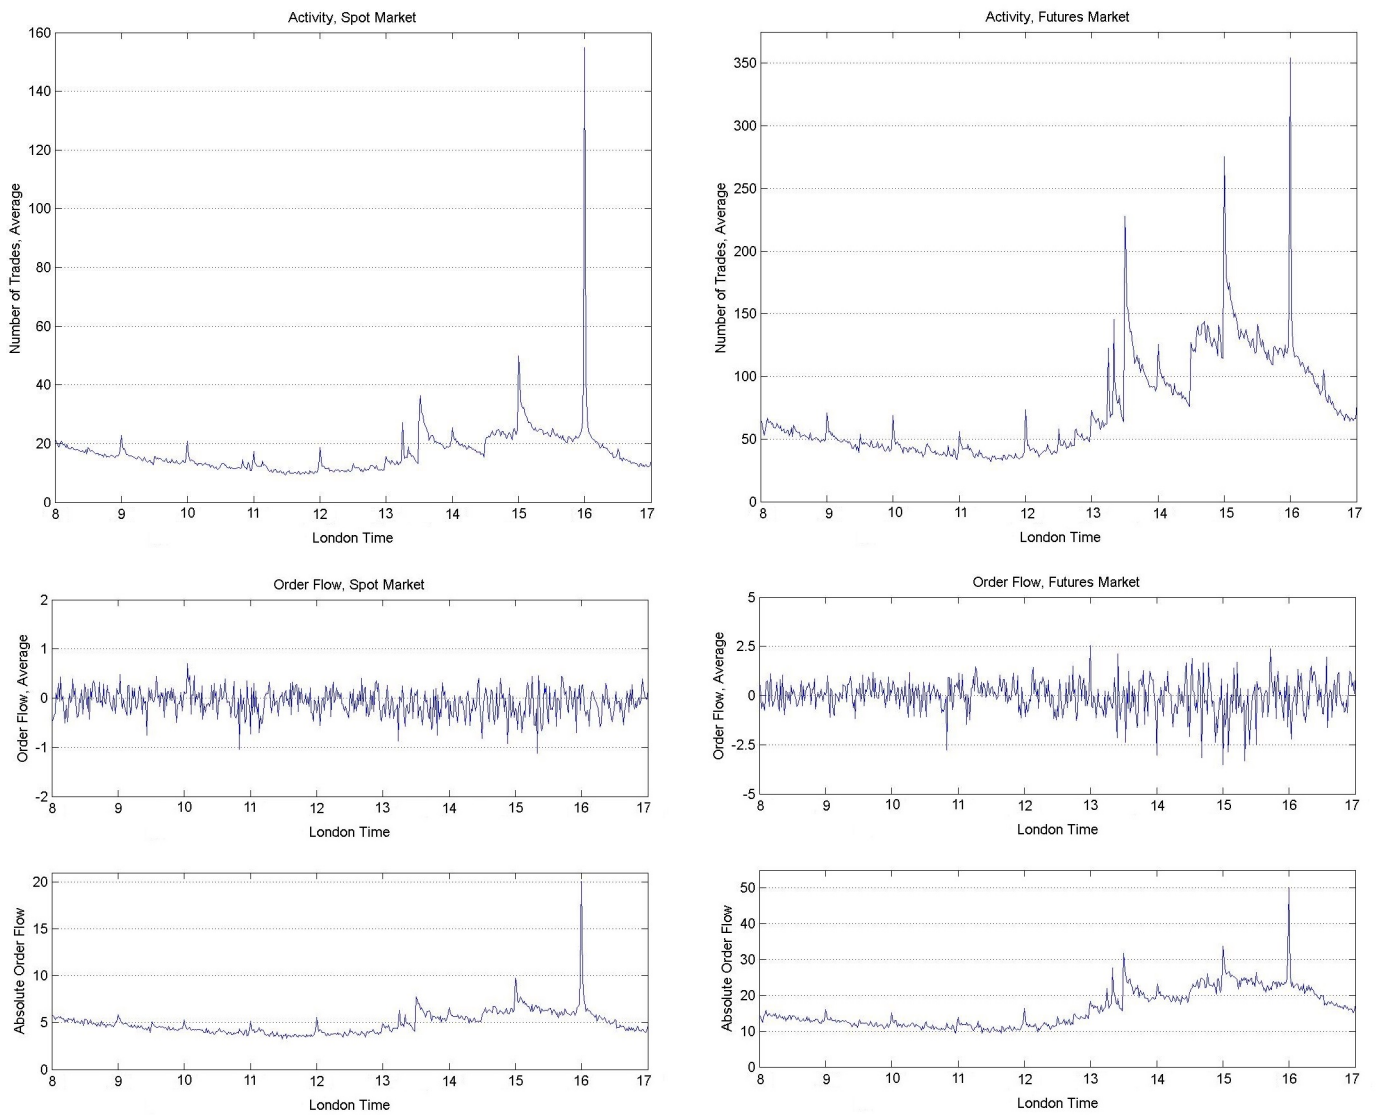 Activity, Spot Market
160
140
120
100
80
60
40
20
0
Number of Trades, Average
8 9 10 11 12 13 14 15 16 17
London Time
Activity, Futures Market
350
300
250
200
150
100
50
0
Number of Trades, Average
8 9 10 11 12 13 14 15 16 17
London Time
Order Flow, Spot Market
2
1
0
-1
-2
Order Flow, Average
8 9 10 11 12 13 14 15 16 17
London Time
Order Flow, Futures Market
5
2.5
0
-2.5
-5
Order Flow, Average
8 9 10 11 12 13 14 15 16 17
London Time
20
15
10
5
0
Absolute Order Flow
8 9 10 11 12 13 14 15 16 17
London Time
50
40
30
20
10
0
Absolute Order Flow
8 9 10 11 12 13 14 15 16 17
London Time